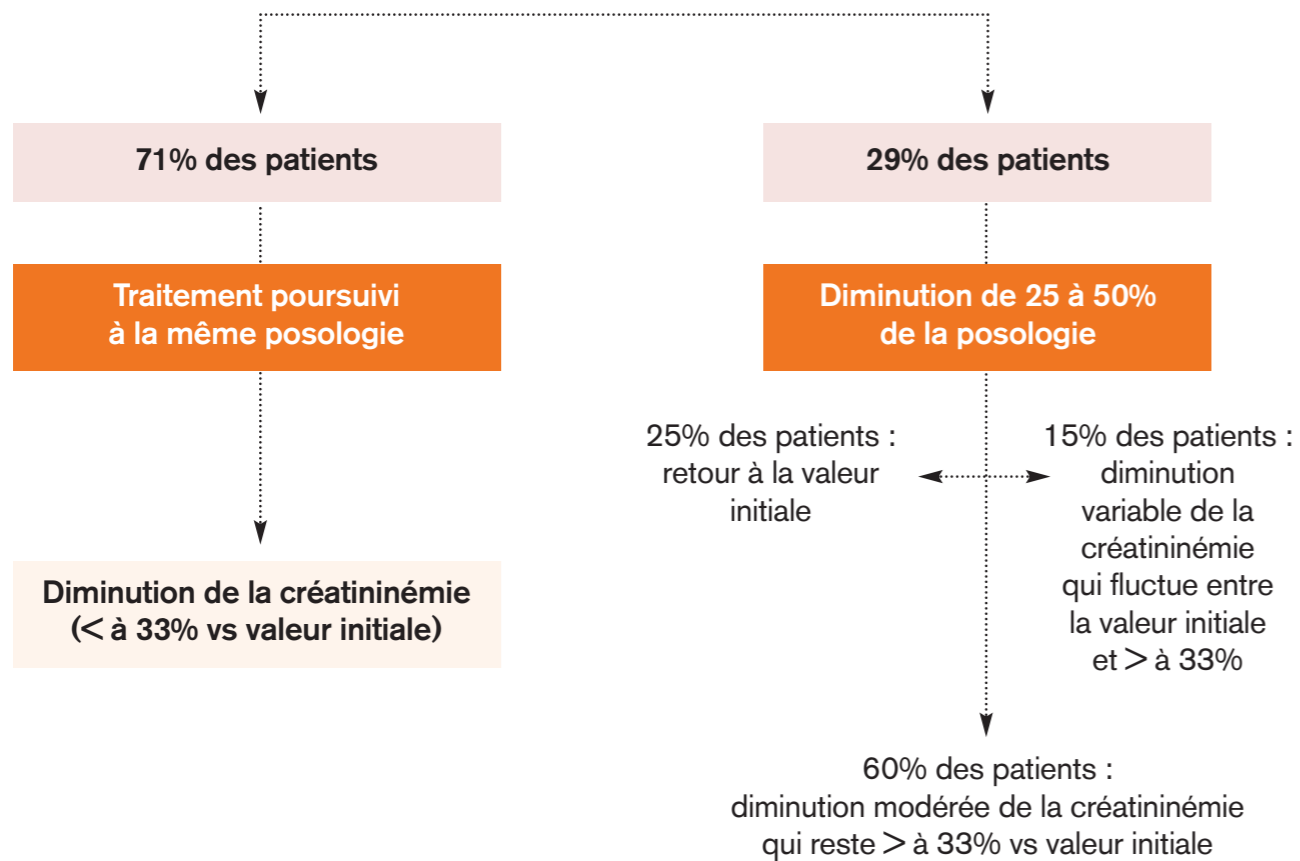 71% des patients
Traitement poursuivi
à la même posologie
Diminution de la créatininémie
(< à 33% vs valeur initiale)
29% des patients
Diminution de 25 à 50%
de la posologie
25% des patients :
retour à la valeur
initiale
15% des patients :
diminution
variable de la
créatininémie
qui fluctue entre
la valeur initiale
et > à 33%
60% des patients :
diminution modérée de la créatininémie
qui reste > à 33% vs valeur initiale